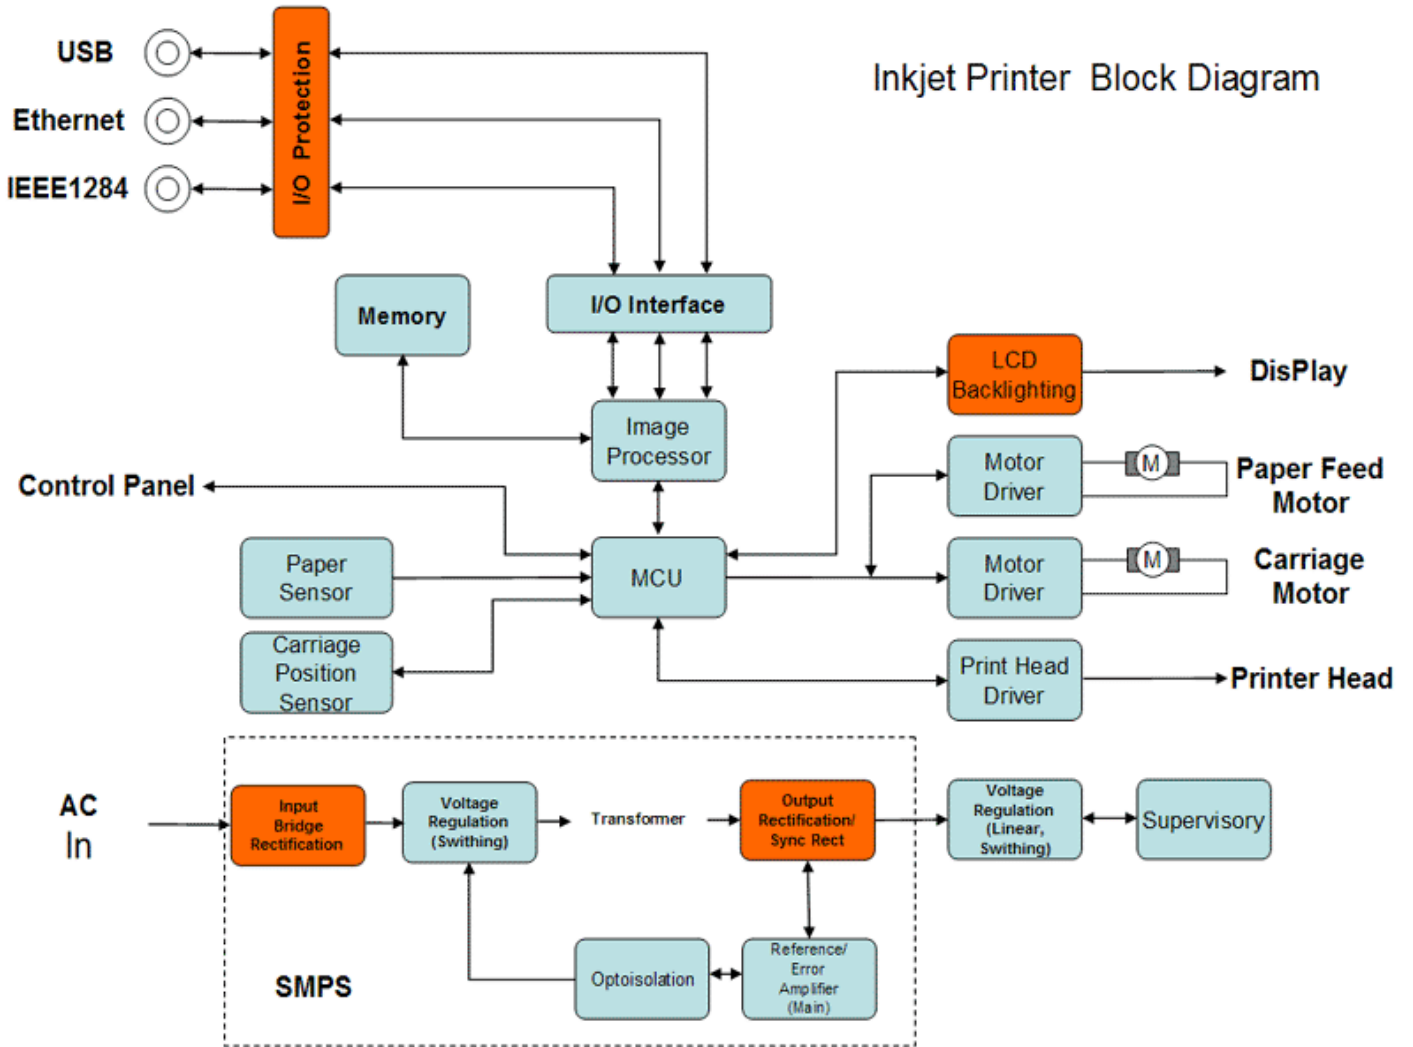 Inkjet Printer Block Diagram
USB
Ethernet
IEEE1284
I/O Protection
Memory
I/O Interface
Image
Processor
LCD
Backlighting
DisPlay
Control Panel
Motor
Driver
M
Paper Feed
Motor
Paper
Sensor
MCU
Motor
Driver
M
Carriage
Motor
Carriage
Position
Sensor
Print Head
Driver
Printer Head
AC
In
Input
Bridge
Rectification
Voltage
Regulation
(Swithing)
Transformer
Output
Rectification/
Sync Rect
Voltage
Regulation
(Linear,
Swithing)
Supervisory
SMPS
Optoisolation
Reference/
Error
Amplifier
(Main)